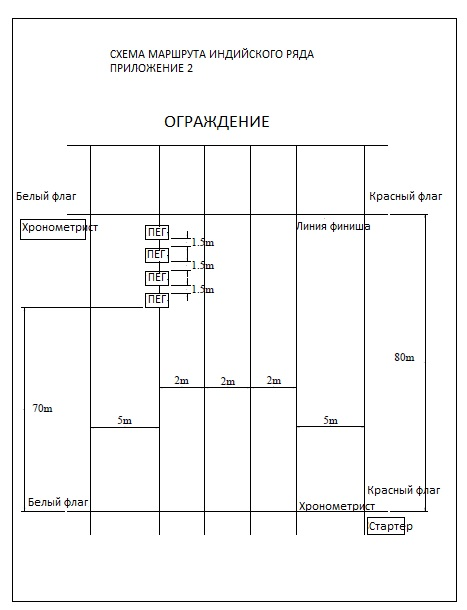 СХЕМА МАРШРУТА ИНДИЙСКОГО РЯДА
ПРИЛОЖЕНИЕ 2
ОГРАЖДЕНИЕ
Белый флаг
Красный флаг
Хронометрист
Линия финиша
ПЕГ
1.5m
ПЕГ
1.5m
ПЕГ
1.5m
ПЕГ
80m
2m
2m
2m
70m
5m
5m
Красный флаг
Белый флаг
Хронометрист
Стартер